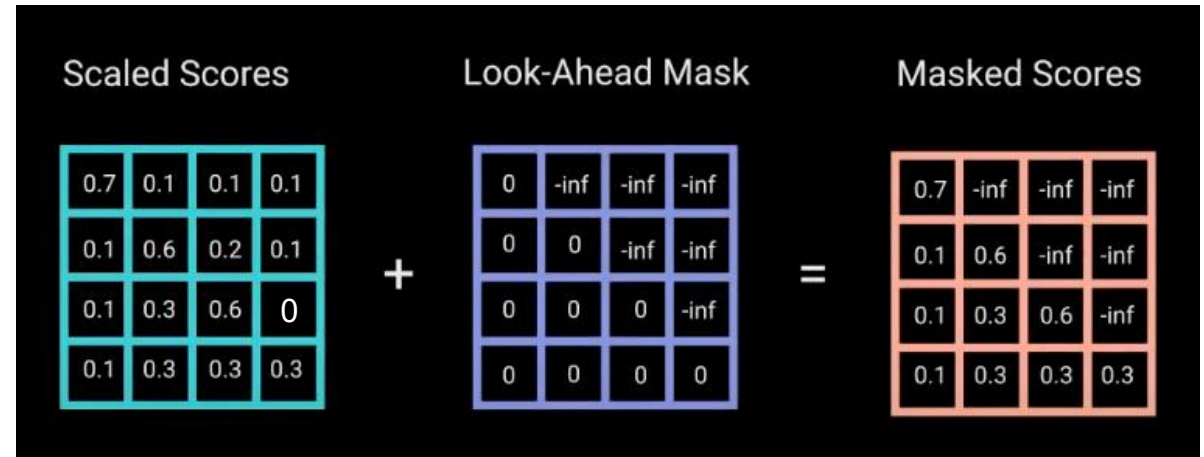 Scaled Scores Look-Ahead Mask Masked Scores
0.7 0.1 0.1 0.1 0 -inf -inf -inf 0.7 -inf -inf -inf
0.1 0.6 0.2 0.1 0 0 -inf -inf 0.1 0.6 -inf -inf
+ =
0.1 0.3 0.6 0 0 0 0 -inf 0.1 0.3 0.6 -inf
0.1 0.3 0.3 0.3 0 0 0 0 0.1 0.3 0.3 0.3